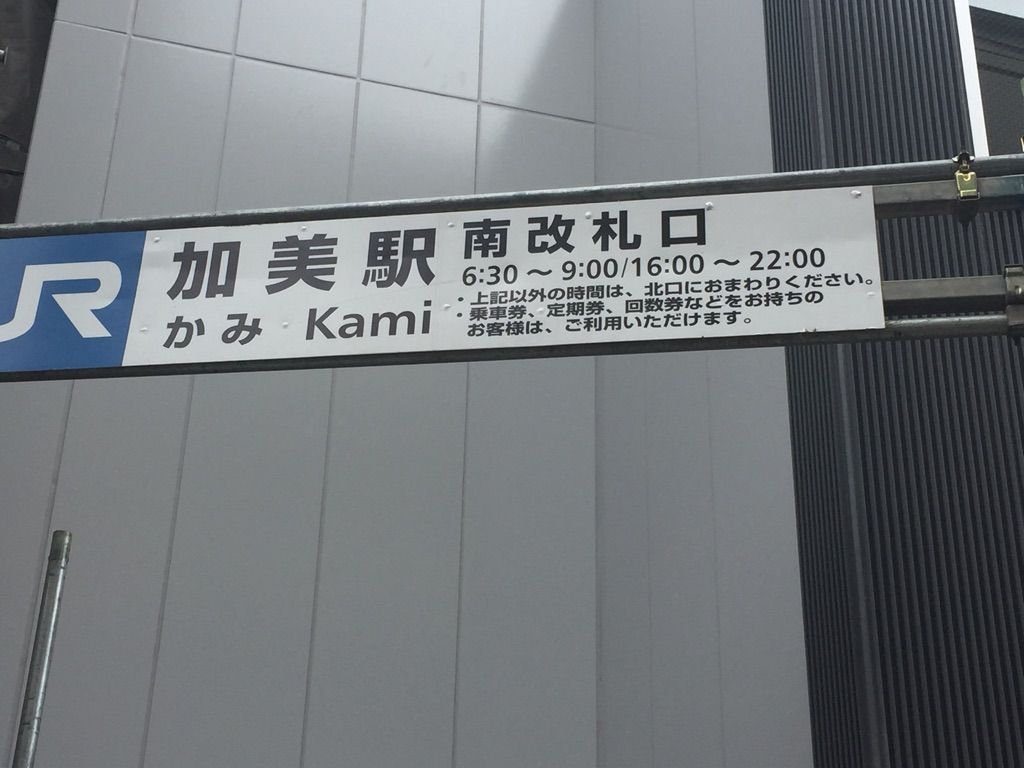 JR
加美駅
かみ Kami
南改札口
6:30 ～ 9:00/16:00 ～ 22:00
・上記以外の時間は、北口におまわりください。
・乗車券、定期券、回数券などをお持ちの
お客様は、ご利用いただけます。